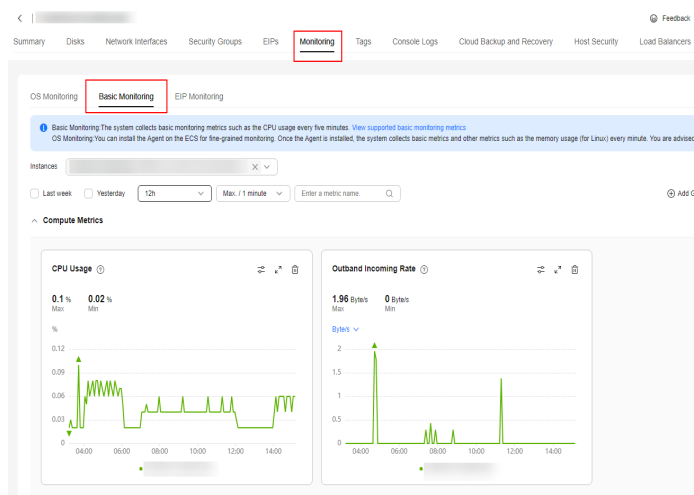 Feedback
Summary Disks Network Interfaces Security Groups EIPs Monitoring Tags Console Logs Cloud Backup and Recovery Host Security Load Balancers
OS Monitoring Basic Monitoring EIP Monitoring
Basic Monitoring:The system collects basic monitoring metrics such as the CPU usage every five minutes. View supported basic monitoring metrics
OS Monitoring:You can install the Agent on the ECS for fine-grained monitoring. Once the Agent is installed, the system collects basic metrics and other metrics such as the memory usage (for Linux) every minute. You are advised
Instances
Last week Yesterday 12h Max. / 1 minute Enter a metric name. Add G
Compute Metrics
CPU Usage
0.1 % 0.02 %
Max Min
%
0.12
0.09
0.06
0.03
0
04:00 06:00 08:00 10:00 12:00 14:00
Outband Incoming Rate
1.96 Byte/s 0 Byte/s
Max Min
Byte/s
2
1.5
1
0.5
0
04:00 06:00 08:00 10:00 12:00 14:00